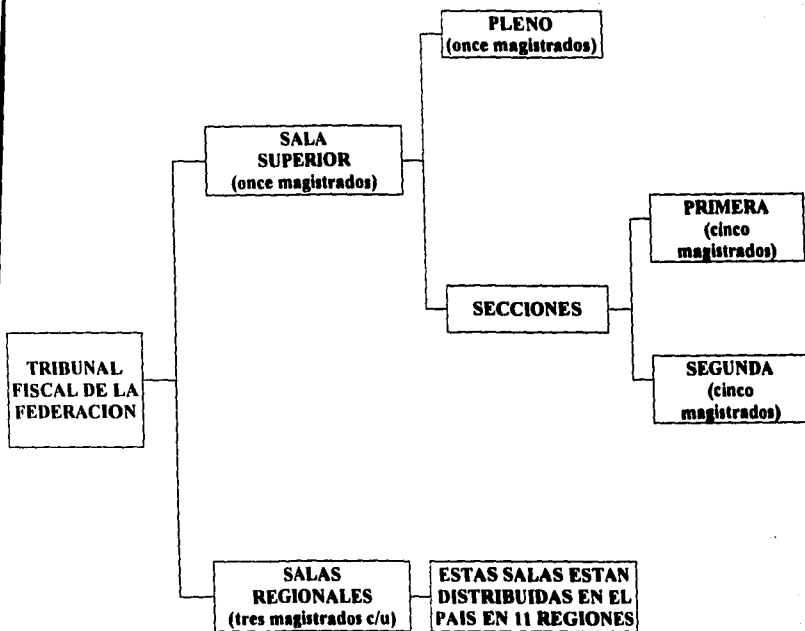 PLENO
(once magistrados)
SALA
SUPERIOR
(once magistrados)
PRIMERA
(cinco
magistrados)
SECCIONES
TRIBUNAL
FISCAL DE LA
FEDERACION
SEGUNDA
(cinco
magistrados)
SALAS
REGIONALES
(tres magistrados c/u)
ESTAS SALAS ESTAN
DISTRIBUIDAS EN EL
PAIS EN 11 REGIONES